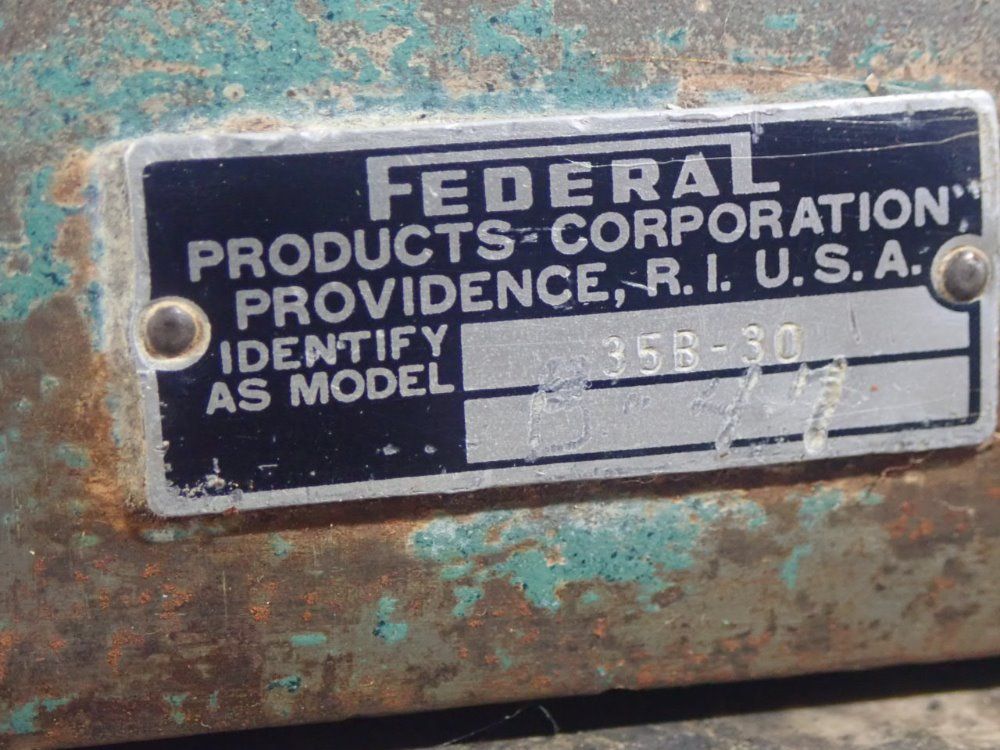 FEDERAL
PRODUCTS CORPORATION
PROVIDENCE, R.I. U.S.A.
IDENTIFY
AS MODEL
35B-30